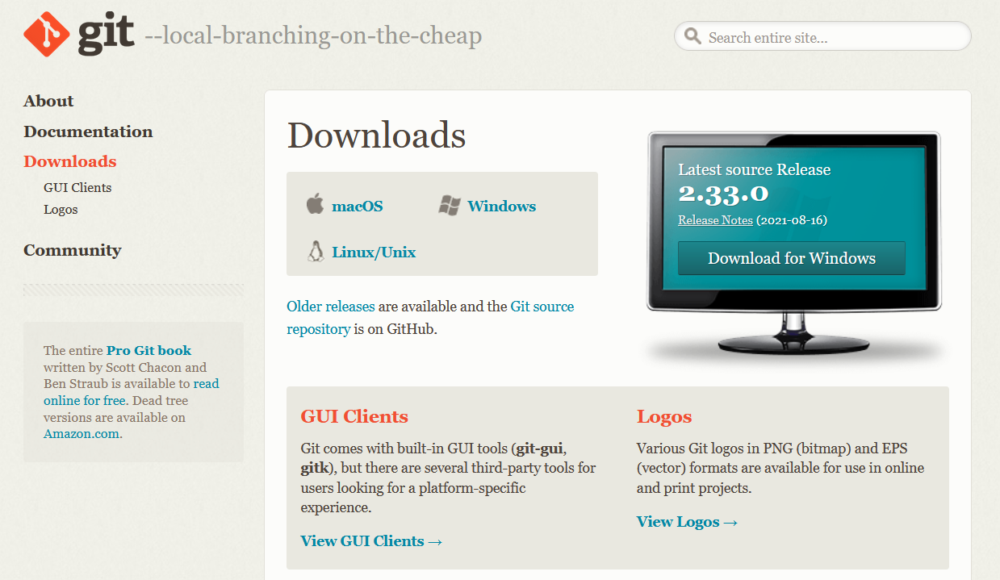 git --local-branching-on-the-cheap
Search entire site...
About
Documentation
Downloads
GUI Clients
Logos
Community
The entire Pro Git book
written by Scott Chacon and
Ben Straub is available to read
online for free. Dead tree
versions are available on
Amazon.com.
Downloads
macOS
Windows
Linux/Unix
Older releases are available and the Git source
repository is on GitHub.
Latest source Release
2.33.0
Release Notes (2021-08-16)
Download for Windows
GUI Clients
Git comes with built-in GUI tools (git-gui,
gitk), but there are several third-party tools for
users looking for a platform-specific
experience.
View GUI Clients →
Logos
Various Git logos in PNG (bitmap) and EPS
(vector) formats are available for use in online
and print projects.
View Logos →